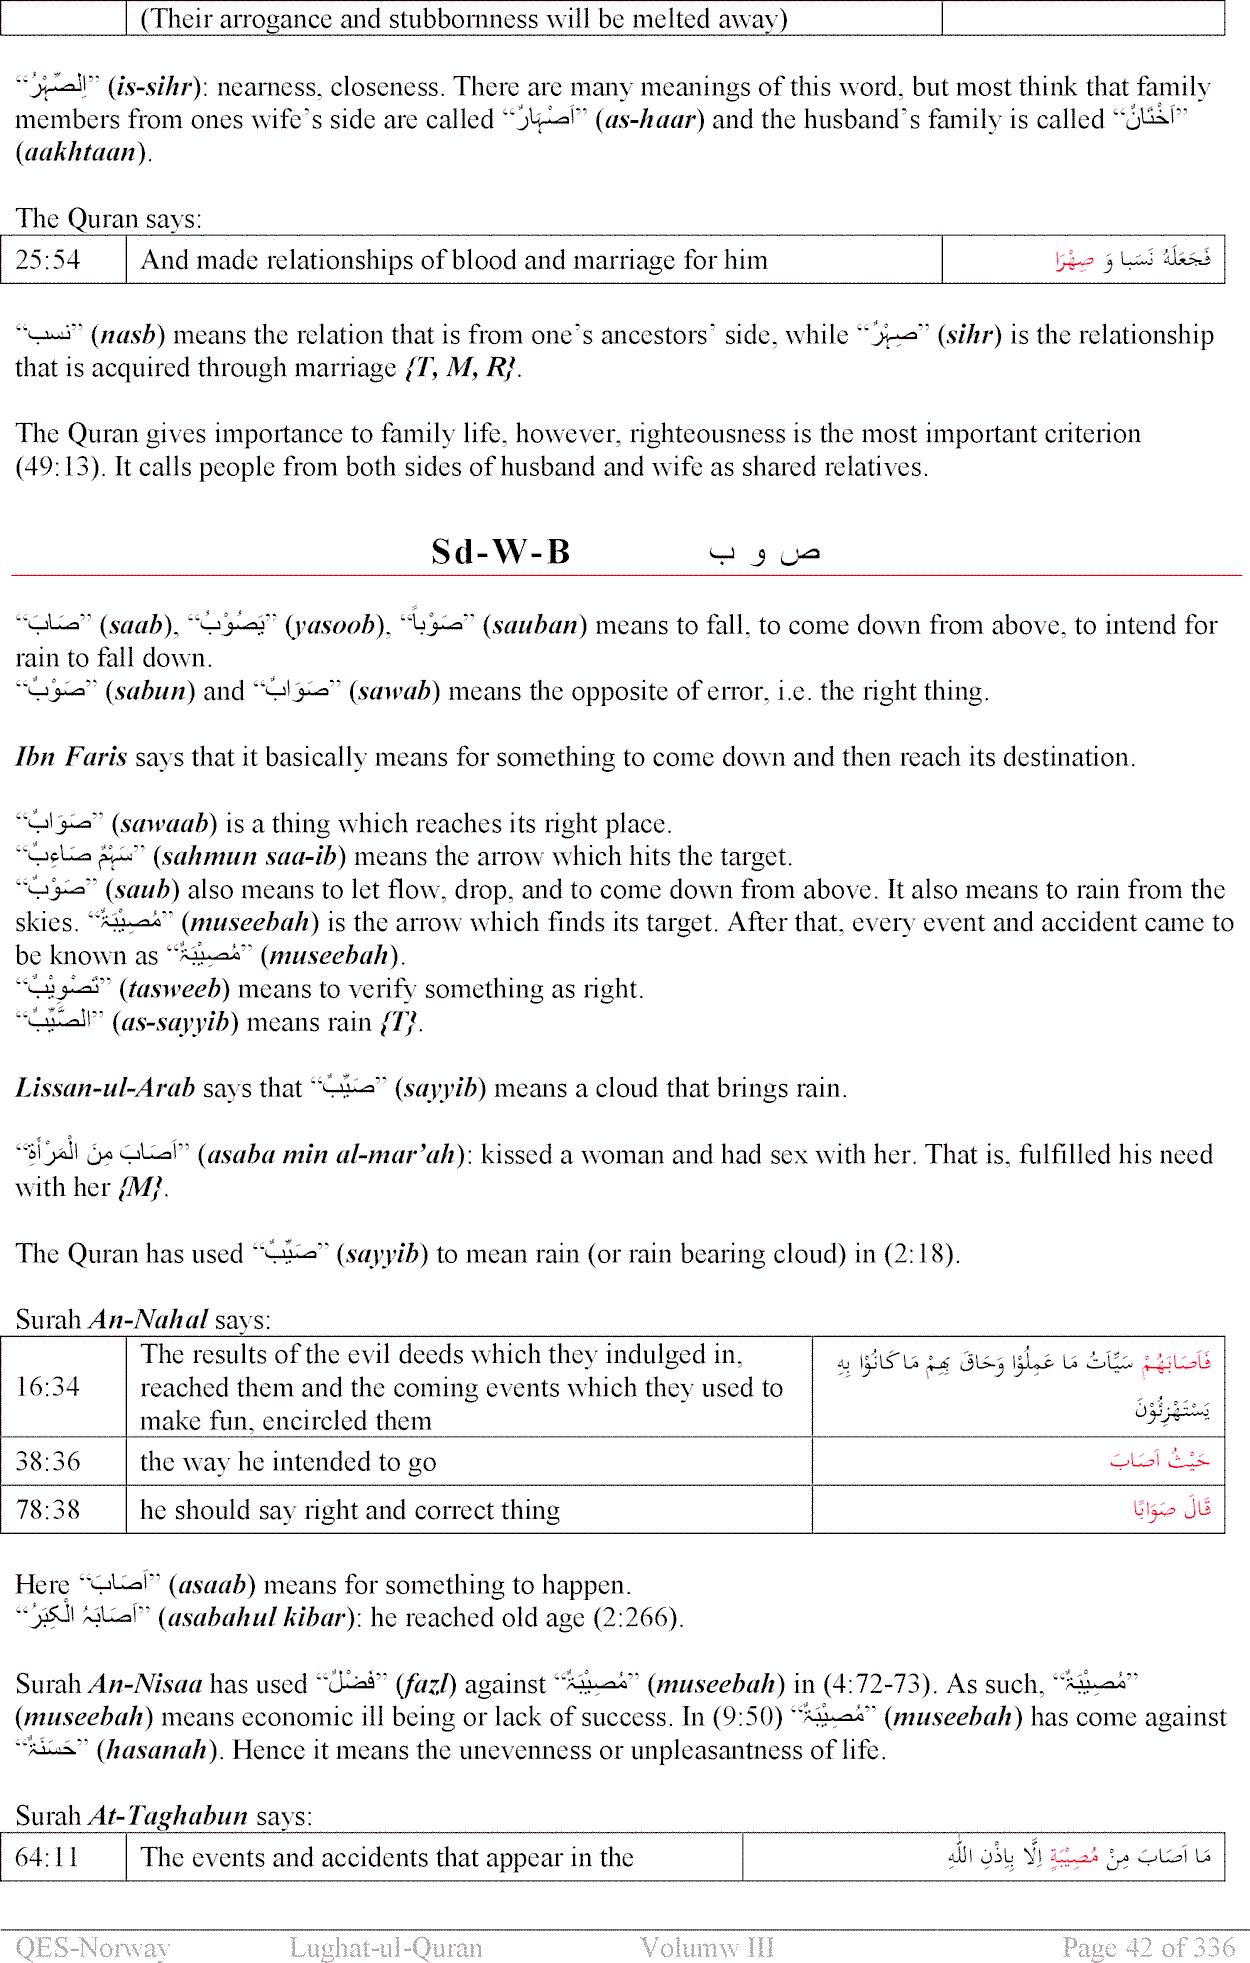 (Their arrogance and stubbornness will be melted away)
“اِلصِّہْرُ” (is-sihr): nearness, closeness. There are many meanings of this word, but most think that family
members from ones wife’s side are called “اَصْہَارٌ” (as-haar) and the husband’s family is called “اَخْتَانٌ”
(aakhtaan).
The Quran says:
25:54 And made relationships of blood and marriage for him فَجَعَلَهُ نَسَبا وَ صِهْرَا
“نسب” (nasb) means the relation that is from one’s ancestors’ side, while “صِہْرٌ” (sihr) is the relationship
that is acquired through marriage {T, M, R}.
The Quran gives importance to family life, however, righteousness is the most important criterion
(49:13). It calls people from both sides of husband and wife as shared relatives.
Sd-W-B ص و ب
“صَابَ” (saab), “يَصُوْبُ” (yasoob), “صَوْباً” (sauban) means to fall, to come down from above, to intend for
rain to fall down.
“صَوْبٌ” (sabun) and “صَوَابٌ” (sawab) means the opposite of error, i.e. the right thing.
Ibn Faris says that it basically means for something to come down and then reach its destination.
“صَوَابٌ” (sawaab) is a thing which reaches its right place.
“سَہْمٌ صَاءِبٌ” (sahmun saa-ib) means the arrow which hits the target.
“صَوْبٌ” (saub) also means to let flow, drop, and to come down from above. It also means to rain from the
skies. “مُصِيْبَۃٌ” (museebah) is the arrow which finds its target. After that, every event and accident came to
be known as “مُصِيْبَۃٌ” (museebah).
“تَصْوِيْبٌ” (tasweeb) means to verify something as right.
“الصَّيِّبُ” (as-sayyib) means rain {T}.
Lissan-ul-Arab says that “صَيِّبٌ” (sayyib) means a cloud that brings rain.
“اَصَابَ مِنَ الْمَرْأَةِ” (asaba min al-mar’ah): kissed a woman and had sex with her. That is, fulfilled his need
with her {M}.
The Quran has used “صَيِّبٌ” (sayyib) to mean rain (or rain bearing cloud) in (2:18).
Surah An-Nahal says:
16:34 The results of the evil deeds which they indulged in, reached them and the coming events which they used to make fun, encircled them فَاَصَابَهُمْ سَيِّآتُ مَا عَمِلُوْا وَحَاقَ بِهِمْ مَا كَانُوْا بِهِ يَسْتَهْزِئُوْنَ
38:36 the way he intended to go حَيْثُ اَصَابَ
78:38 he should say right and correct thing قَالَ صَوَابًا
Here “اَصَابَ” (asaab) means for something to happen.
“اَصَابَہُ الْكِبَرُ” (asabahul kibar): he reached old age (2:266).
Surah An-Nisaa has used “فَضْلٌ” (fazl) against “مُصِيْبَۃٌ” (museebah) in (4:72-73). As such, “مُصِيْبَۃٌ”
(museebah) means economic ill being or lack of success. In (9:50) “مُصِيْبَۃٌ” (museebah) has come against
“حَسَنَۃٌ” (hasanah). Hence it means the unevenness or unpleasantness of life.
Surah At-Taghabun says:
64:11 The events and accidents that appear in the مَا اَصَابَ مِنْ مُصِيْبَةٍ اِلَّا بِاِذْنِ اللّٰهِ
QES-Norway Lughat-ul-Quran Volumw III Page 42 of 336